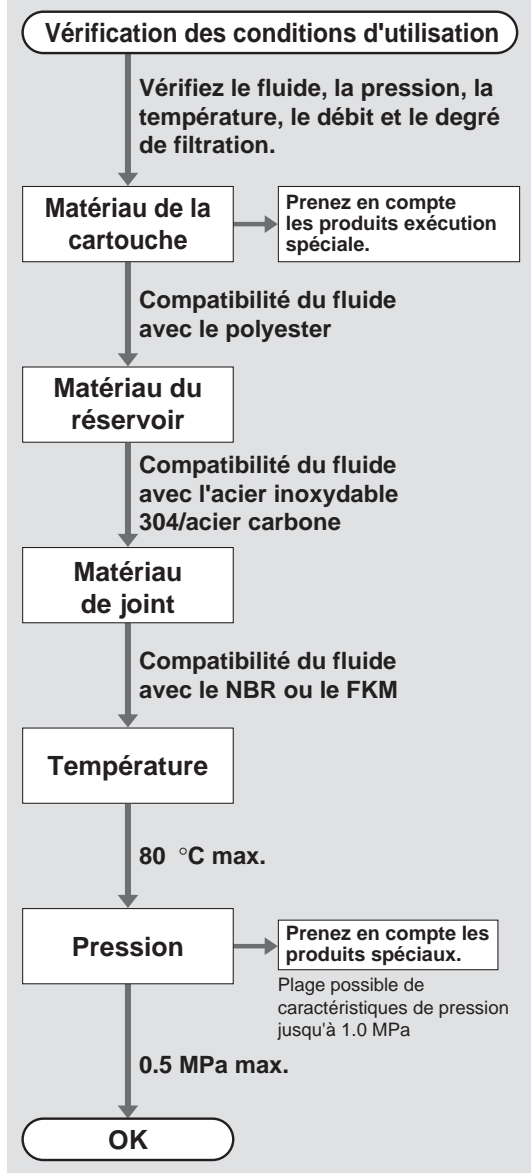 Vérification des conditions d'utilisation
Vérifiez le fluide, la pression, la
température, le débit et le degré
de filtration.
Matériau de la
cartouche
Prenez en compte
les produits exécution
spéciale.
Compatibilité du fluide
avec le polyester
Matériau du
réservoir
Compatibilité du fluide
avec l'acier inoxydable
304/acier carbone
Matériau
de joint
Compatibilité du fluide
avec le NBR ou le FKM
Température
80 °C max.
Pression
Prenez en compte les
produits spéciaux.
Plage possible de
caractéristiques de pression
jusqu'à 1.0 MPa
0.5 MPa max.
OK